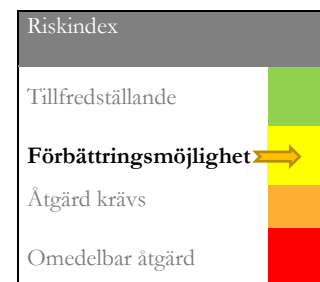 Riskindex
Tillfredställande
Förbättringsmöjlighet
Åtgärd krävs
Omedelbar åtgärd